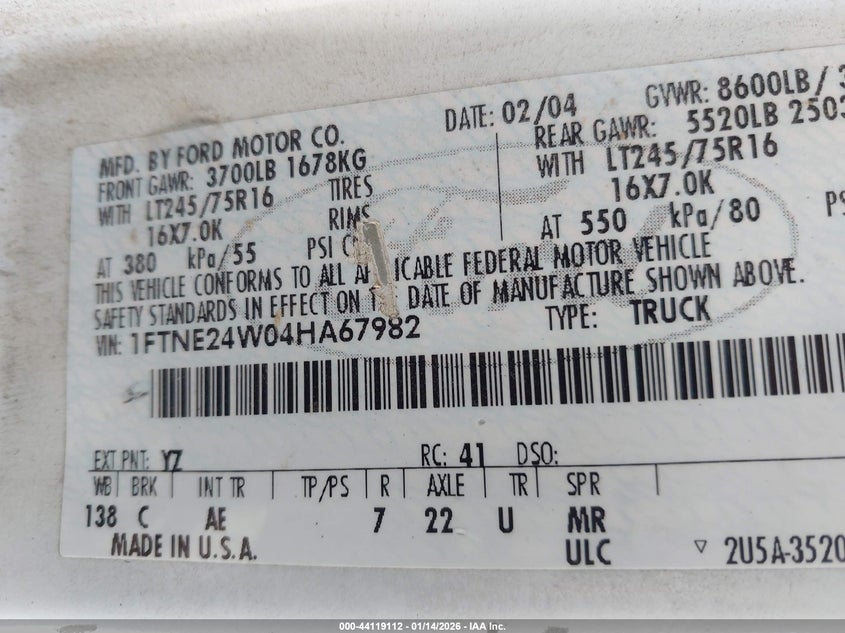 DATE: 02/04 GVWR: 8600LB/ 3
MFD. BY FORD MOTOR CO. REAR GAWR: 5520LB 2503
FRONT GAWR: 3700LB 1678KG WITH LT245/75R16
WITH LT245/75R16 TIRES 16X7.0K
16X7.0K RIMS AT 550 kPa/80 PS
AT 380 kPa/55 PSI
THIS VEHICLE CONFORMS TO ALL FEDERAL MOTOR VEHICLE
SAFETY STANDARDS IN EFFECT ON DATE OF MANUFACTURE SHOWN ABOVE.
VIN: 1FTNE24W04HA67982 TYPE: TRUCK
EXT PNT: YZ RC: 41 DSO:
WB BRK INT TR TP/PS R AXLE TR SPR
138 C AE 7 22 U MR
MADE IN U.S.A. ULC ▽ 2U5A-3520
000-44119112 - 01/14/2026 - IAA Inc.